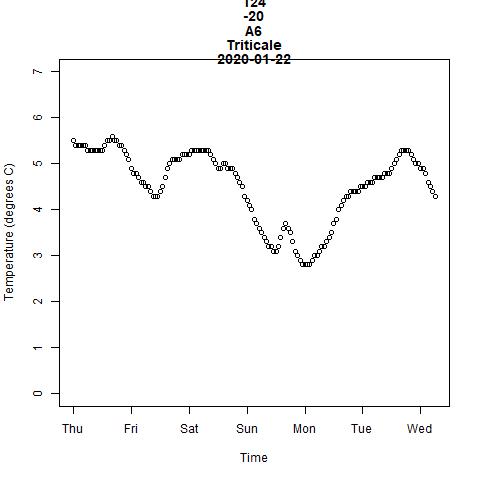 124
-20
A6
Triticale
2020-01-22
7
6
5
4
3
2
1
0
Temperature (degrees C)
Thu Fri Sat Sun Mon Tue Wed
Time